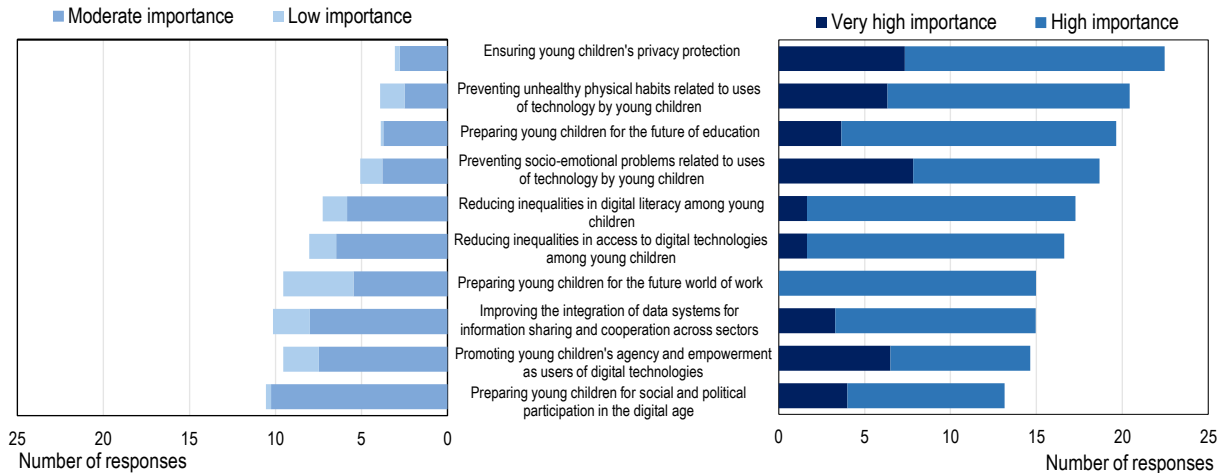 Moderate importance
Low importance
Very high importance
High importance
Ensuring young children's privacy protection
Preventing unhealthy physical habits related to uses
of technology by young children
Preparing young children for the future of education
Preventing socio-emotional problems related to uses
of technology by young children
Reducing inequalities in digital literacy among young
children
Reducing inequalities in access to digital technologies
among young children
Preparing young children for the future world of work
Improving the integration of data systems for
information sharing and cooperation across sectors
Promoting young children's agency and empowerment
as users of digital technologies
Preparing young children for social and political
participation in the digital age
25 20 15 10 5 0
Number of responses
0 5 10 15 20 25
Number of responses